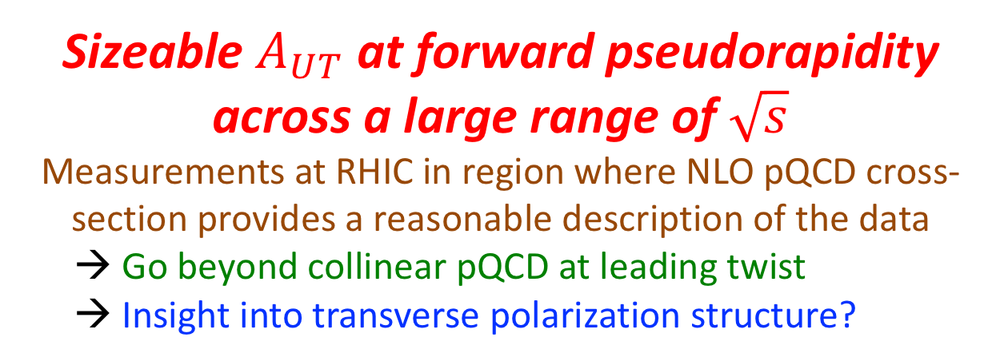 Sizeable A_{UT} at forward pseudorapidity
across a large range of √s
Measurements at RHIC in region where NLO pQCD cross-
section provides a reasonable description of the data
→ Go beyond collinear pQCD at leading twist
→ Insight into transverse polarization structure?